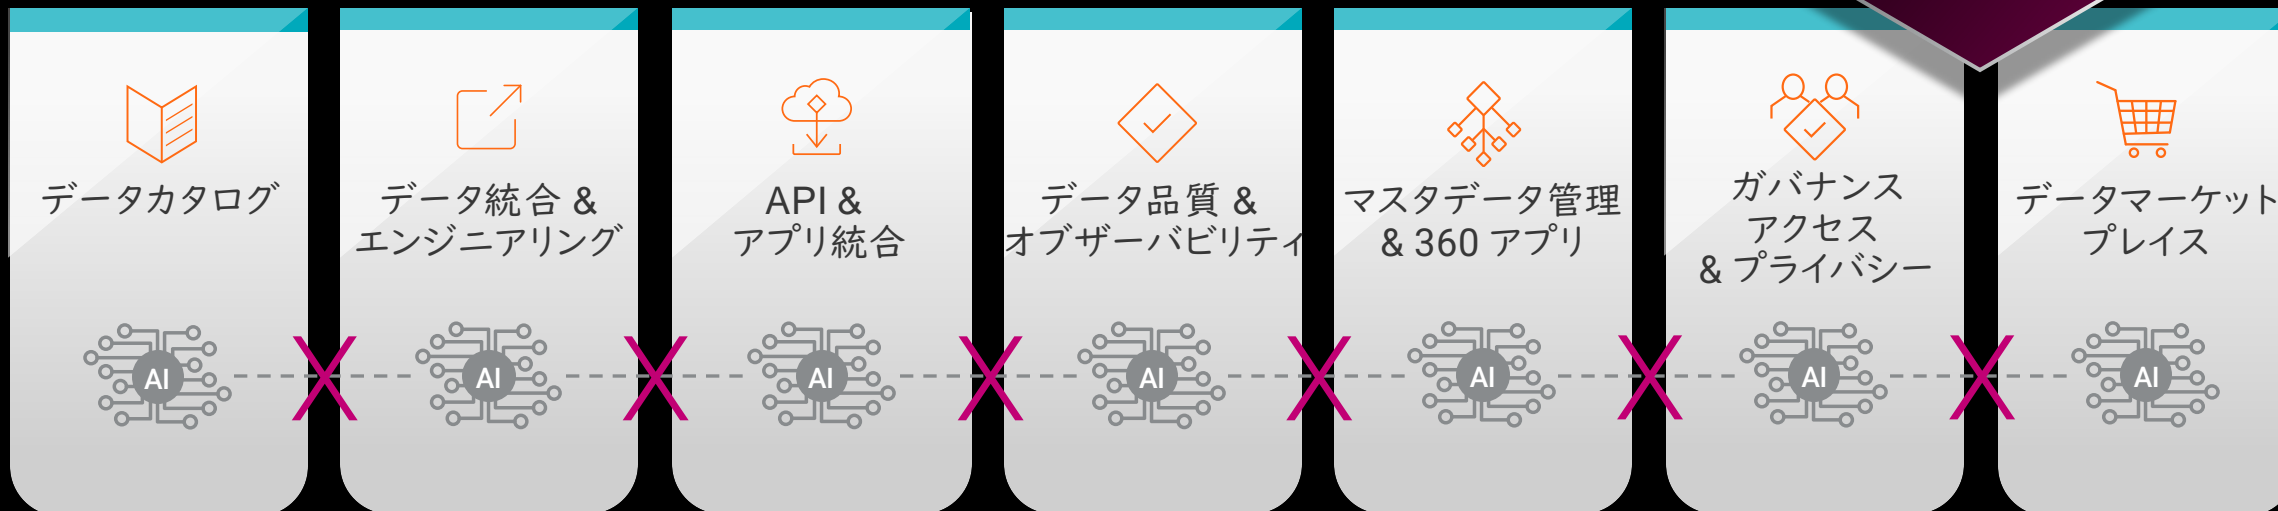 データカタログ
データ統合 &
エンジニアリング
API &
アプリ統合
データ品質 &
オブザーバビリティ
マスタデータ管理
& 360 アプリ
ガバナンス
アクセス
& プライバシー
データマーケット
プレイス
AI
X
AI
X
AI
X
AI
X
AI
X
AI
X
AI